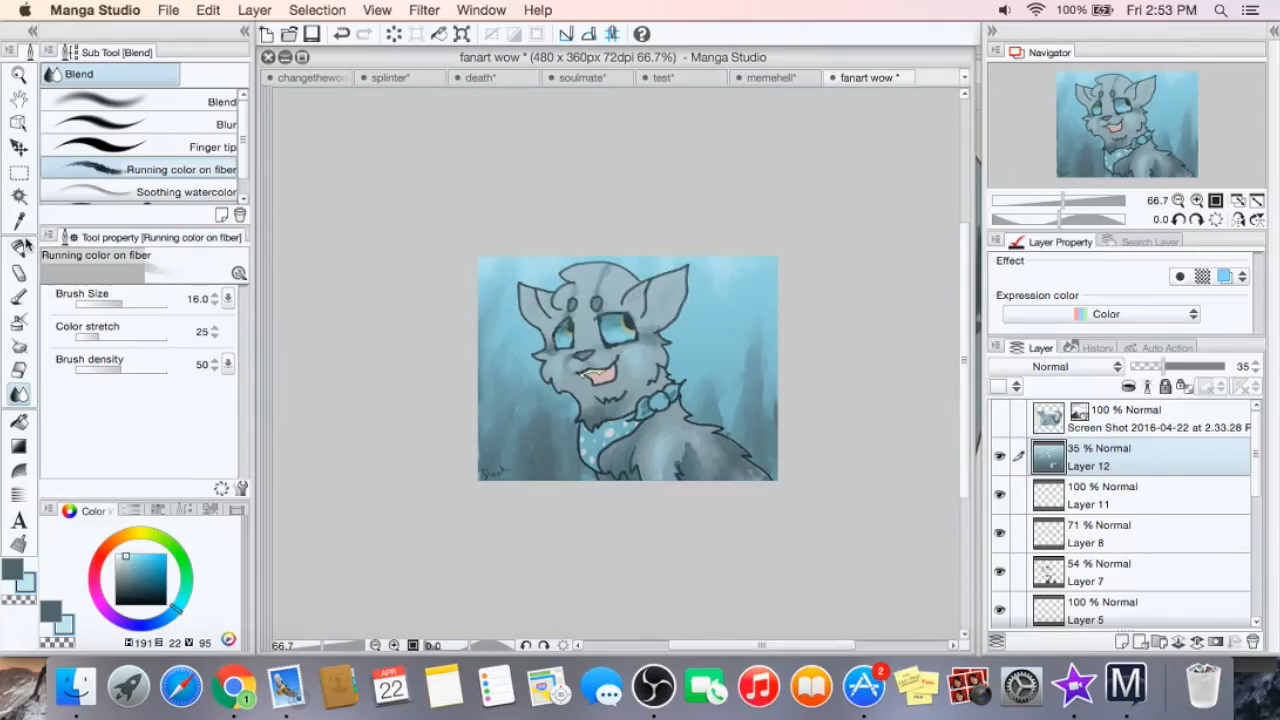 Manga Studio File Edit Layer Selection View Filter Window Help 100% Fri 2:53 PM
fanart wow * (480 x 360px 72dpi 66.7%) - Manga Studio
Sub Tool [Blend]
Blend
changethewor splinter* death* soulmate* test* memehell* fanart wow *
Navigator
Blend
Blur
Finger tip
Running color on fiber
Soothing watercolor
66.7
0.0
Tool property [Running color on fiber]
Running color on fiber
Brush Size 16.0
Color stretch 25
Brush density 50
Layer Property Search Layer
Effect
Expression color
Color
Layer History Auto Action
Normal 35
100 % Normal
Screen Shot 2016-04-22 at 2.33.28 P
35 % Normal
Layer 12
100 % Normal
Layer 11
71 % Normal
Layer 8
54 % Normal
Layer 7
100 % Normal
Layer 5
Color
H 191 S 22 V 95
66.7 0.0
APR
22
1
2
M
A